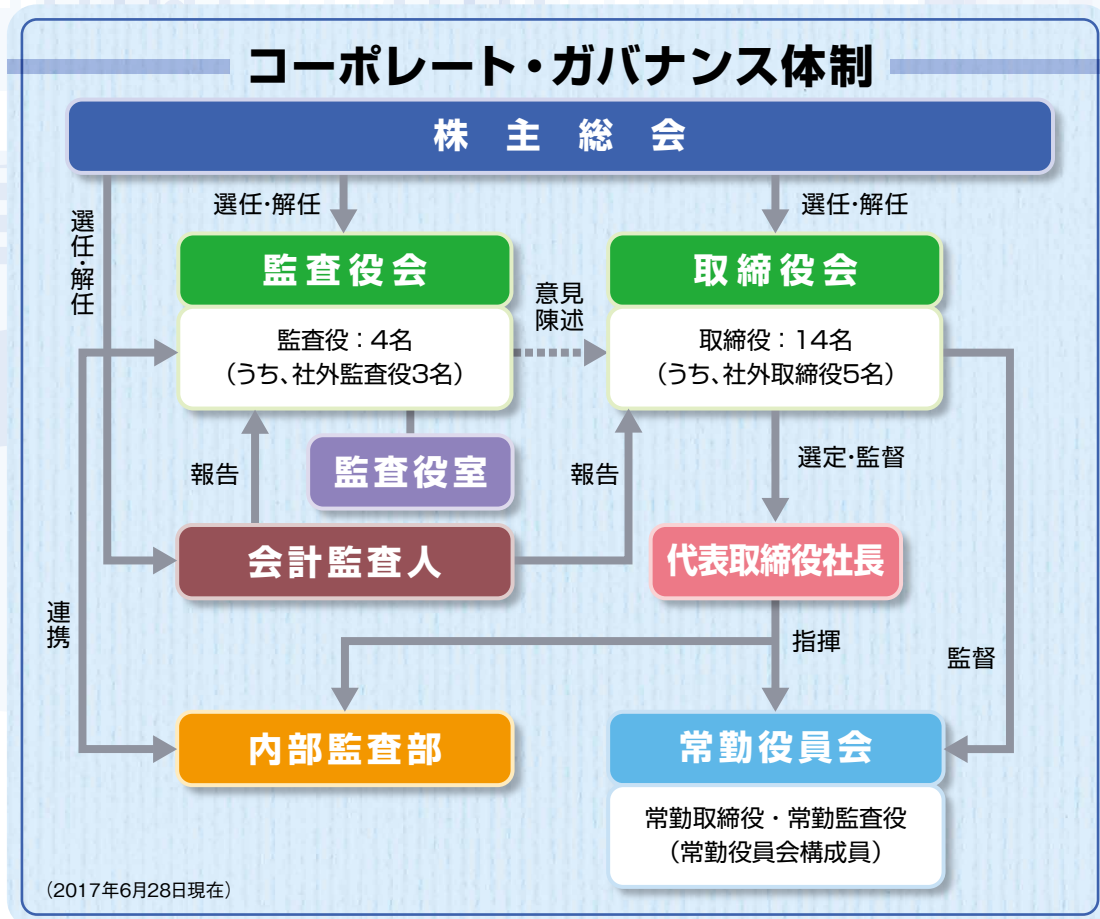 コーポレート・ガバナンス体制
株主総会
選任・解任
選任・解任
選任・解任
監査役会
取締役会
監査役：4名
（うち、社外監査役3名）
意見
陳述
取締役：14名
（うち、社外取締役5名）
報告
監査役室
報告
選定・監督
会計監査人
代表取締役社長
連携
指揮
監督
内部監査部
常勤役員会
常勤取締役・常勤監査役
（常勤役員会構成員）
（2017年6月28日現在）